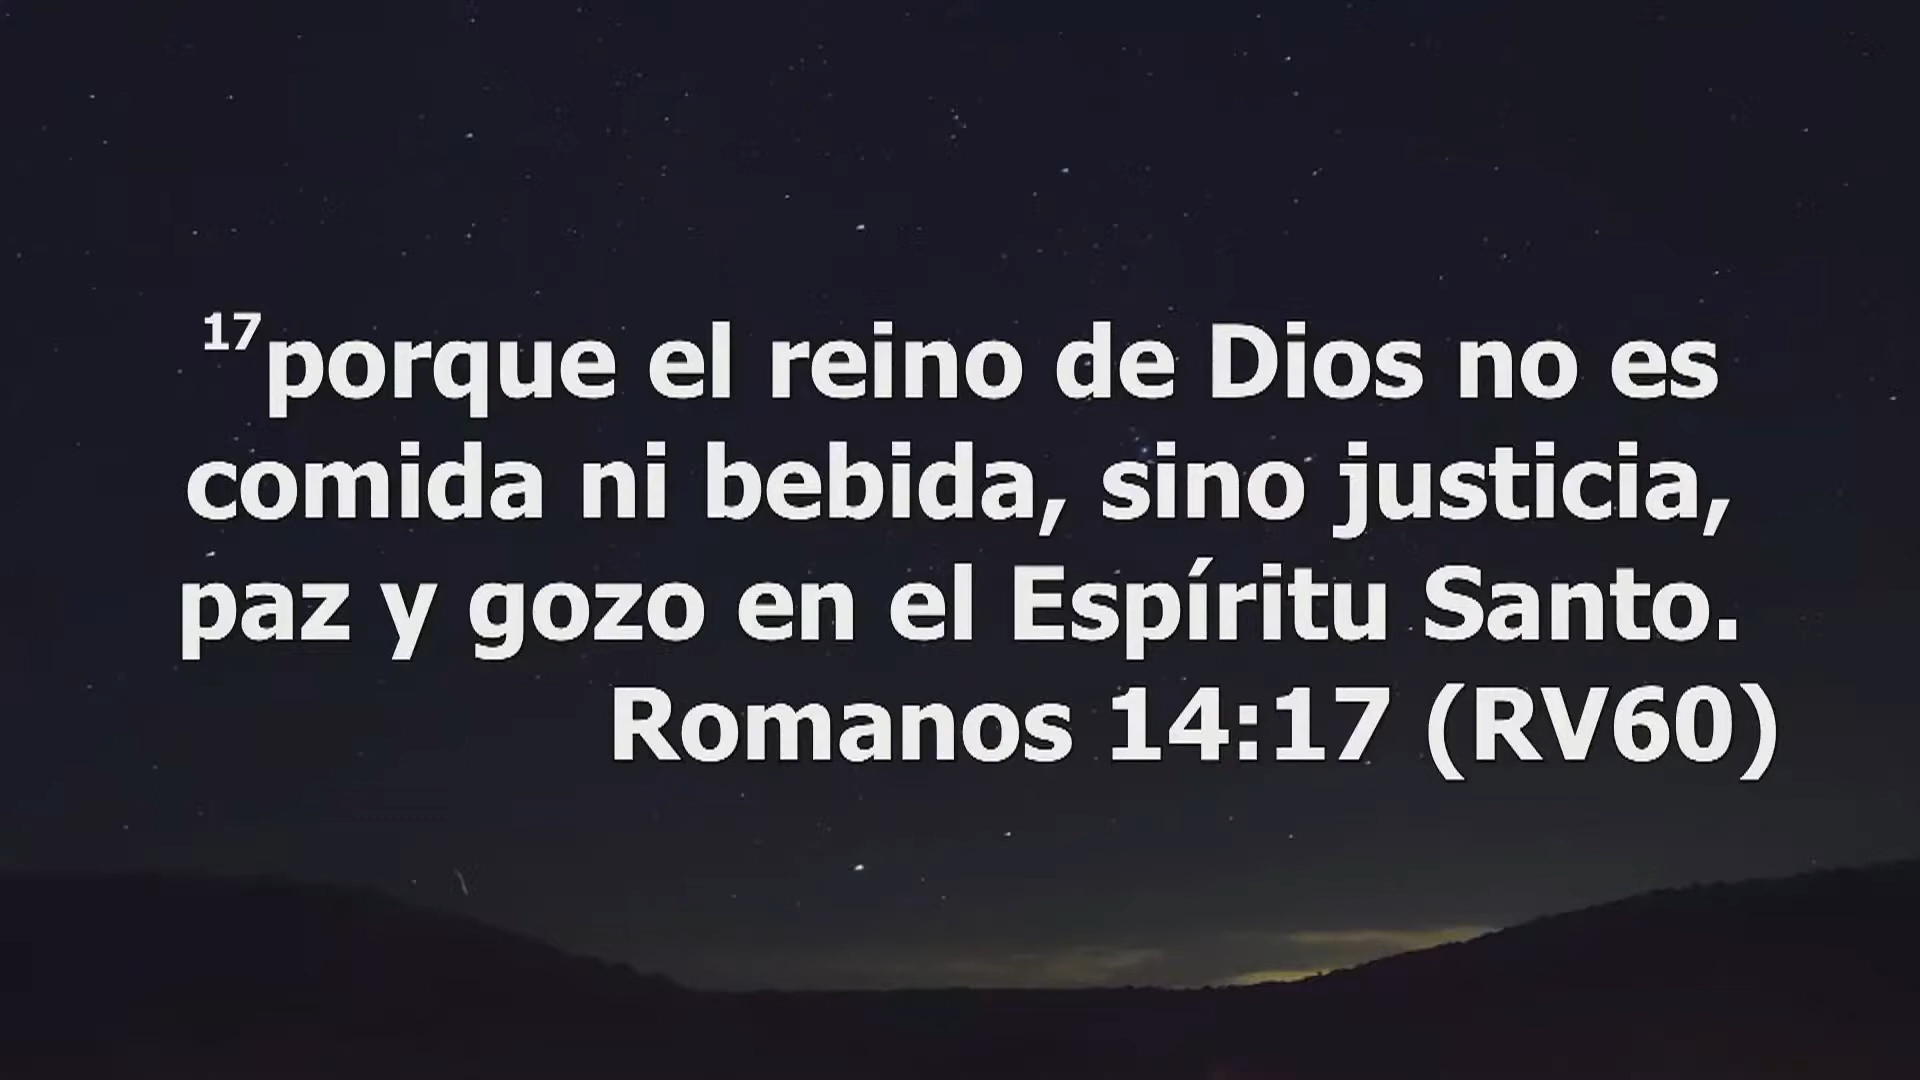 17porque el reino de Dios no es
comida ni bebida, sino justicia,
paz y gozo en el Espíritu Santo.
Romanos 14:17 (RV60)